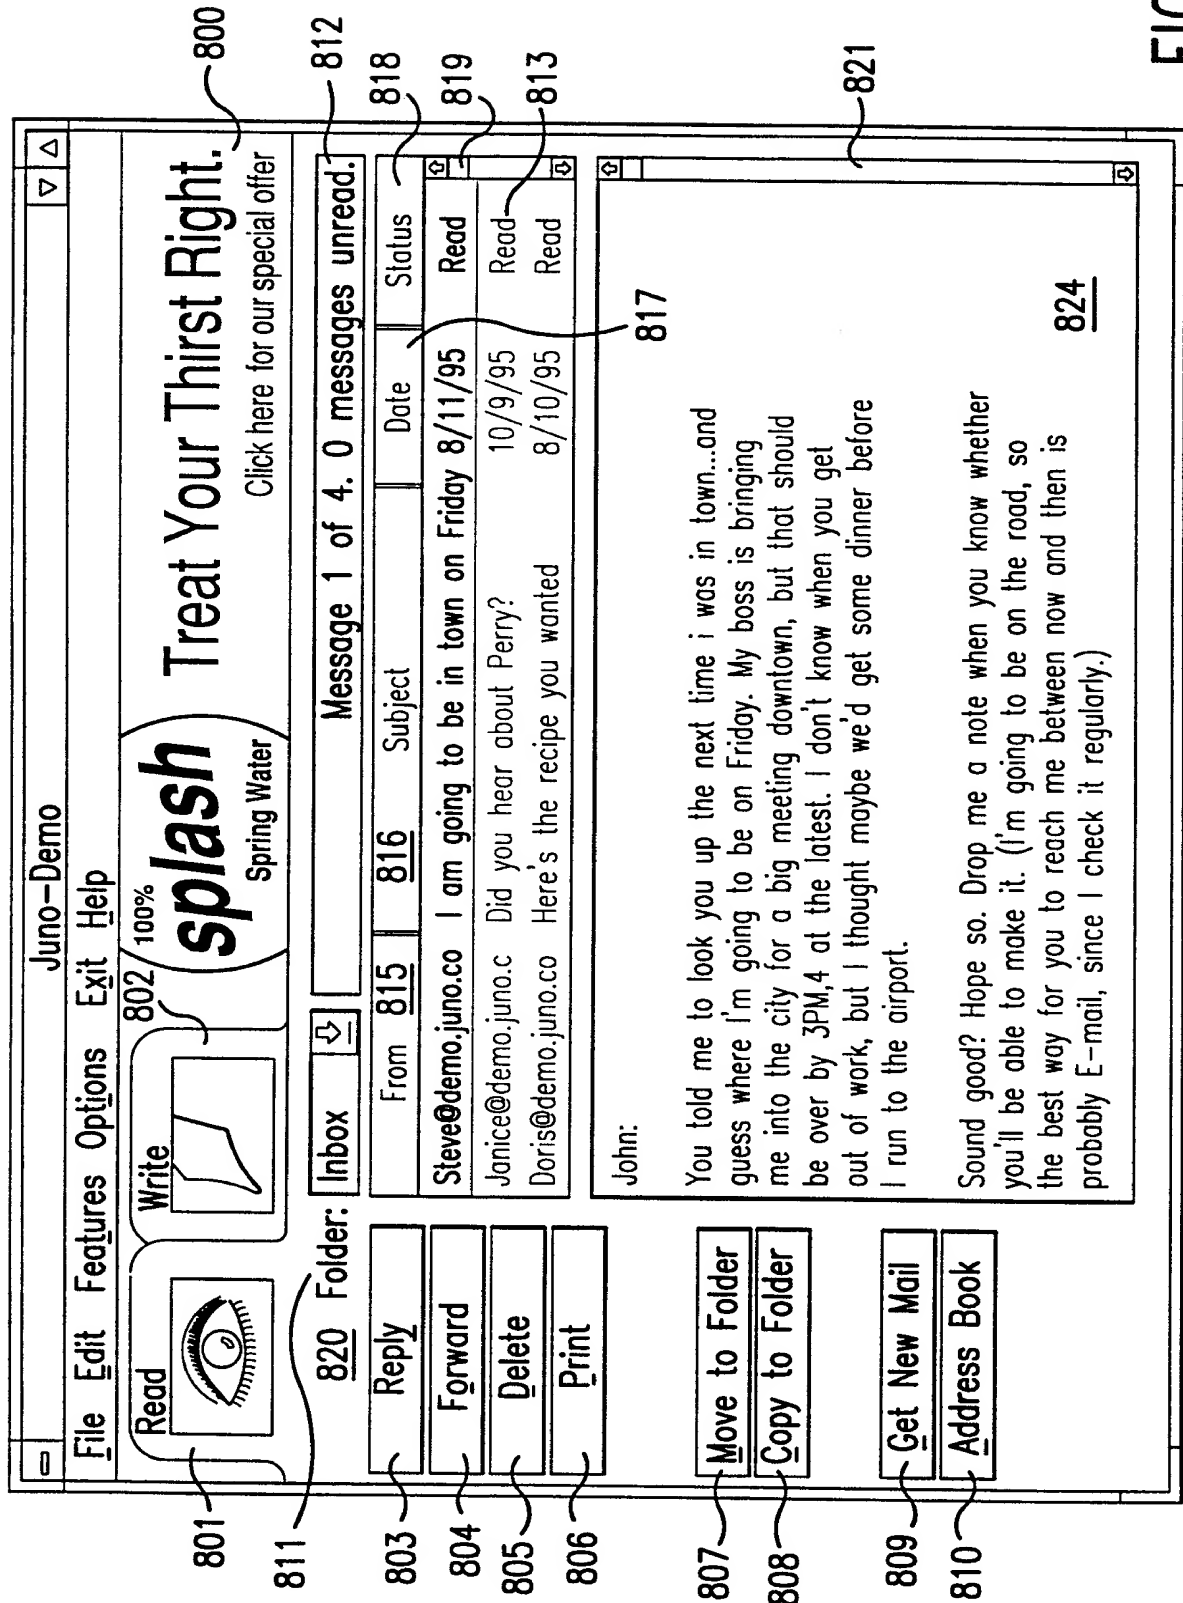 Juno-Demo
File Edit Features Options Exit Help
Read
Write
802
100%
splash
Spring Water
Treat Your Thirst Right.
Click here for our special offer
800
801
811
820 Folder: Inbox
Message 1 of 4. 0 messages unread.
812
From 815 816 Subject Date Status
818
Steve@demo.juno.co I am going to be in town on Friday 8/11/95 Read
819
Janice@demo.juno.c Did you hear about Perry? 10/9/95 Read
813
Doris@demo.juno.co Here's the recipe you wanted 8/10/95 Read
817
803 Reply
804 Forward
805 Delete
806 Print
807 Move to Folder
808 Copy to Folder
809 Get New Mail
810 Address Book
821
John:
You told me to look you up the next time i was in town...and
guess where I'm going to be on Friday. My boss is bringing
me into the city for a big meeting downtown, but that should
be over by 3PM,4 at the latest. I don't know when you get
out of work, but I thought maybe we'd get some dinner before
I run to the airport.
Sound good? Hope so. Drop me a note when you know whether
you'll be able to make it. (I'm going to be on the road, so
the best way for you to reach me between now and then is
probably E-mail, since I check it regularly.)
824